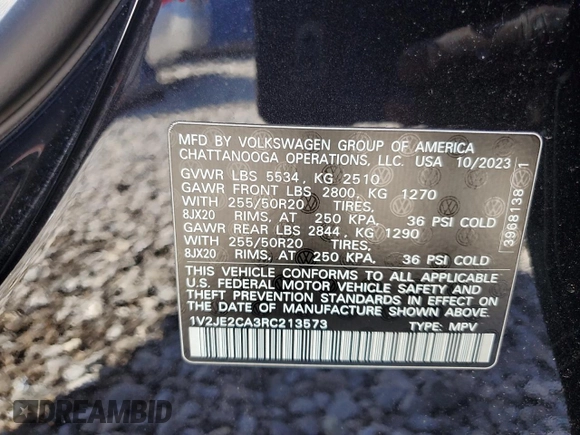 MFD BY VOLKSWAGEN GROUP OF AMERICA
CHATTANOOGA OPERATIONS, LLC. USA 10/2023
GVWR LBS 5534, KG 2510
GAWR FRONT LBS 2800, KG 1270
WITH 255/50R20 TIRES,
8JX20 RIMS, AT 250 KPA, 36 PSI COLD
GAWR REAR LBS 2844, KG 1290
WITH 255/50R20 TIRES,
8JX20 RIMS, AT 250 KPA, 36 PSI COLD
THIS VEHICLE CONFORMS TO ALL APPLICABLE
U.S. FEDERAL MOTOR VEHICLE SAFETY AND
THEFT PREVENTION STANDARDS IN EFFECT ON
THE DATE OF MANUFACTURE SHOWN ABOVE.
1V2JE2CA3RC213573 TYPE: MPV
3968138 1
DREAMBID